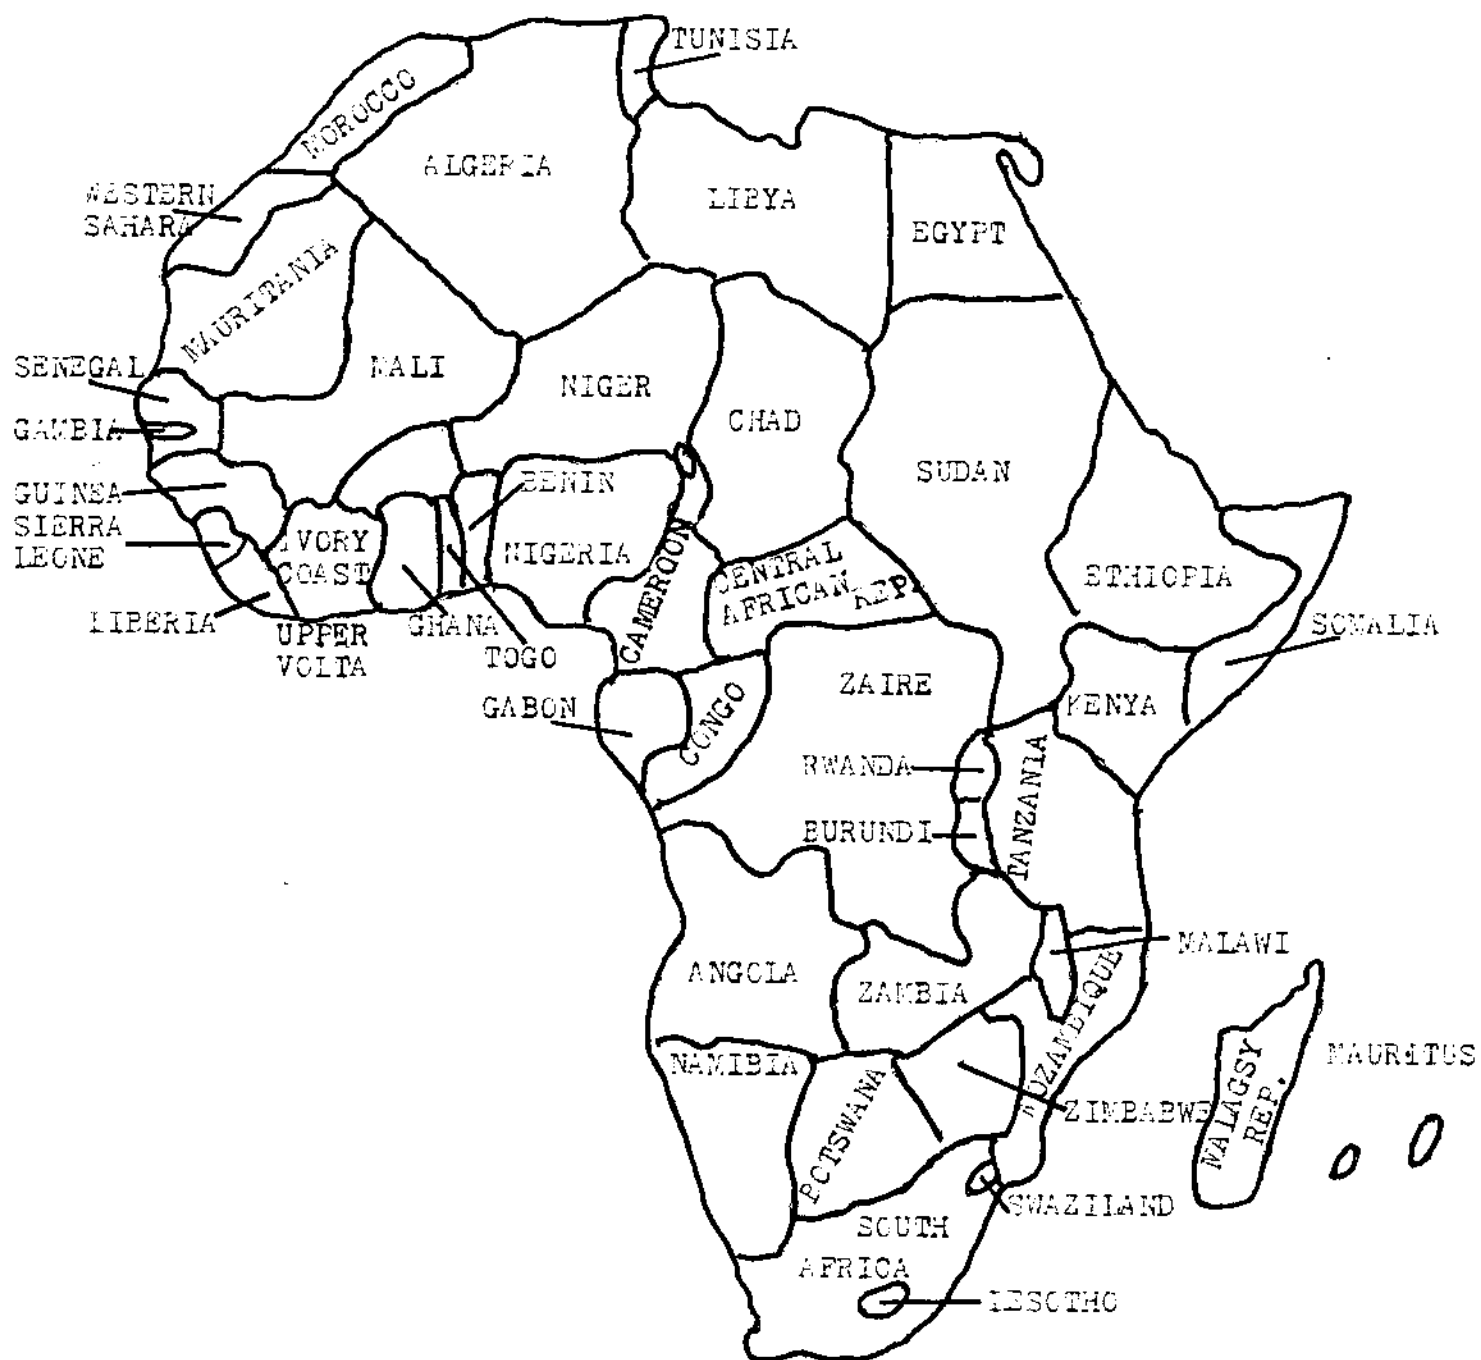 TUNISIA
MOROCCO
ALGERIA
LIBYA
EGYPT
WESTERN
SAHARA
MAURITANIA
SENEGAL
MALI
NIGER
CHAD
GAMBIA
SUDAN
GUINEA
BENIN
SIERRA
LEONE
IVORY
COAST
NIGERIA
CAMEROON
CENTRAL
AFRICAN REP.
ETHIOPIA
LIBERIA
UPPER
VOLTA
GHANA
TOGO
SOMALIA
ZAIRE
KENYA
GABON
CONGO
RWANDA
TANZANIA
BURUNDI
MALAWI
ANGOLA
ZAMBIA
MOZAMBIQUE
NAMIBIA
BOTSWANA
ZIMBABWE
MALAGSY
REP.
MAURITUS
SWAZILAND
SOUTH
AFRICA
LESOTHO